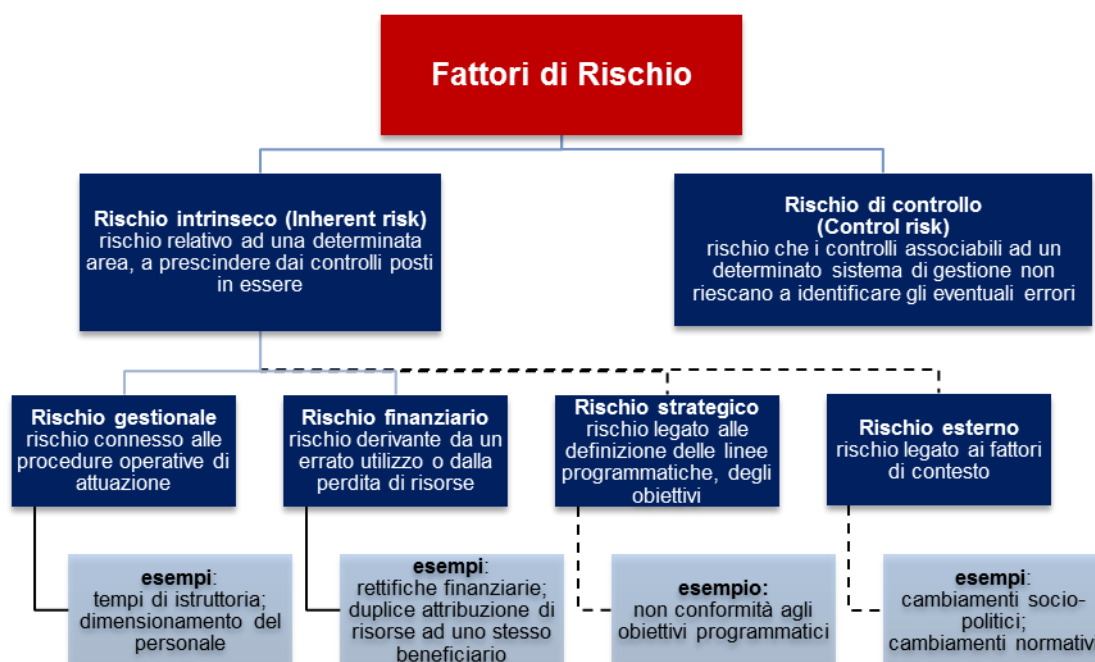 Fattori di Rischio
Rischio intrinseco (Inherent risk)
rischio relativo ad una determinata
area, a prescindere dai controlli posti
in essere
Rischio di controllo
(Control risk)
rischio che i controlli associabili ad un
determinato sistema di gestione non
riescano a identificare gli eventuali errori
Rischio gestionale
rischio connesso alle
procedure operative di
attuazione
Rischio finanziario
rischio derivante da un
errato utilizzo o dalla
perdita di risorse
Rischio strategico
rischio legato alle
definizione delle linee
programmatiche, degli
obiettivi
Rischio esterno
rischio legato ai fattori
di contesto
esempi:
tempi di istruttoria;
dimensionamento del
personale
esempi:
rettifiche finanziarie;
duplice attribuzione di
risorse ad uno stesso
beneficiario
esempio:
non conformità agli
obiettivi programmatici
esempi:
cambiamenti socio-
politici;
cambiamenti normativi